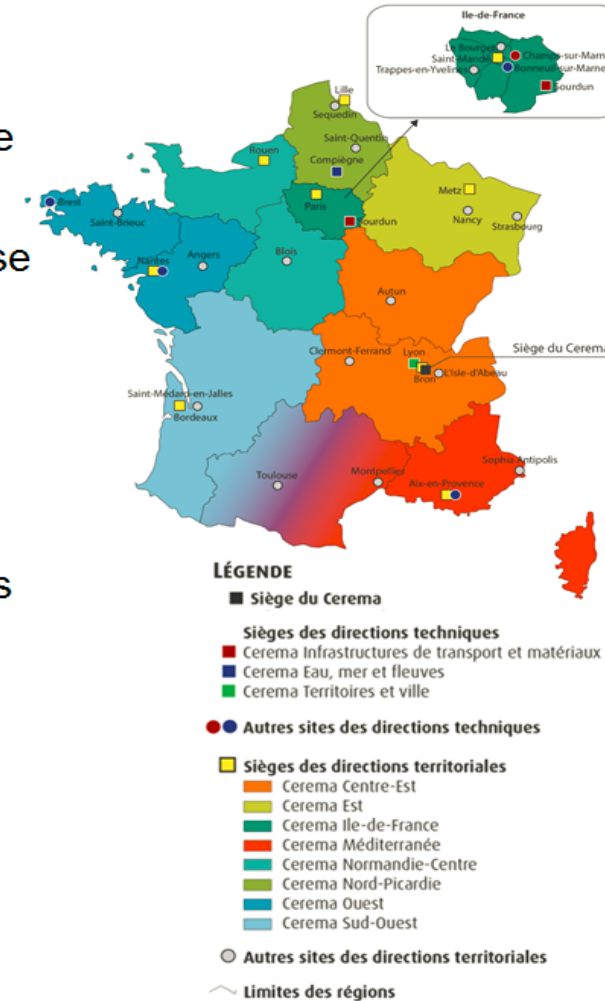 Ile-de-France
Le Bourget
Champs-sur-Marn
Saint-Mandé
Bonneuil-sur-Marne
Trappes-en-Yvelines
Sourdun
e
se
s
Lille
Sequedin
Saint-Quentin
Rouen
Compiègne
Metz
Paris
Nancy
Strasbourg
Sourdun
Brest
Saint-Brieuc
Nantes
Angers
Blois
Autun
Siège du Cerema
Clermont-Ferrand
Lyon
Bron
L'Isle-d'Abeau
Saint-Médard-en-Jalles
Bordeaux
Toulouse
Montpellier
Sophia Antipolis
Aix-en-Provence
LÉGENDE
Siège du Cerema
Sièges des directions techniques
Cerema Infrastructures de transport et matériaux
Cerema Eau, mer et fleuves
Cerema Territoires et ville
Autres sites des directions techniques
Sièges des directions territoriales
Cerema Centre-Est
Cerema Est
Cerema Ile-de-France
Cerema Méditerranée
Cerema Normandie-Centre
Cerema Nord-Picardie
Cerema Ouest
Cerema Sud-Ouest
Autres sites des directions territoriales
Limites des régions